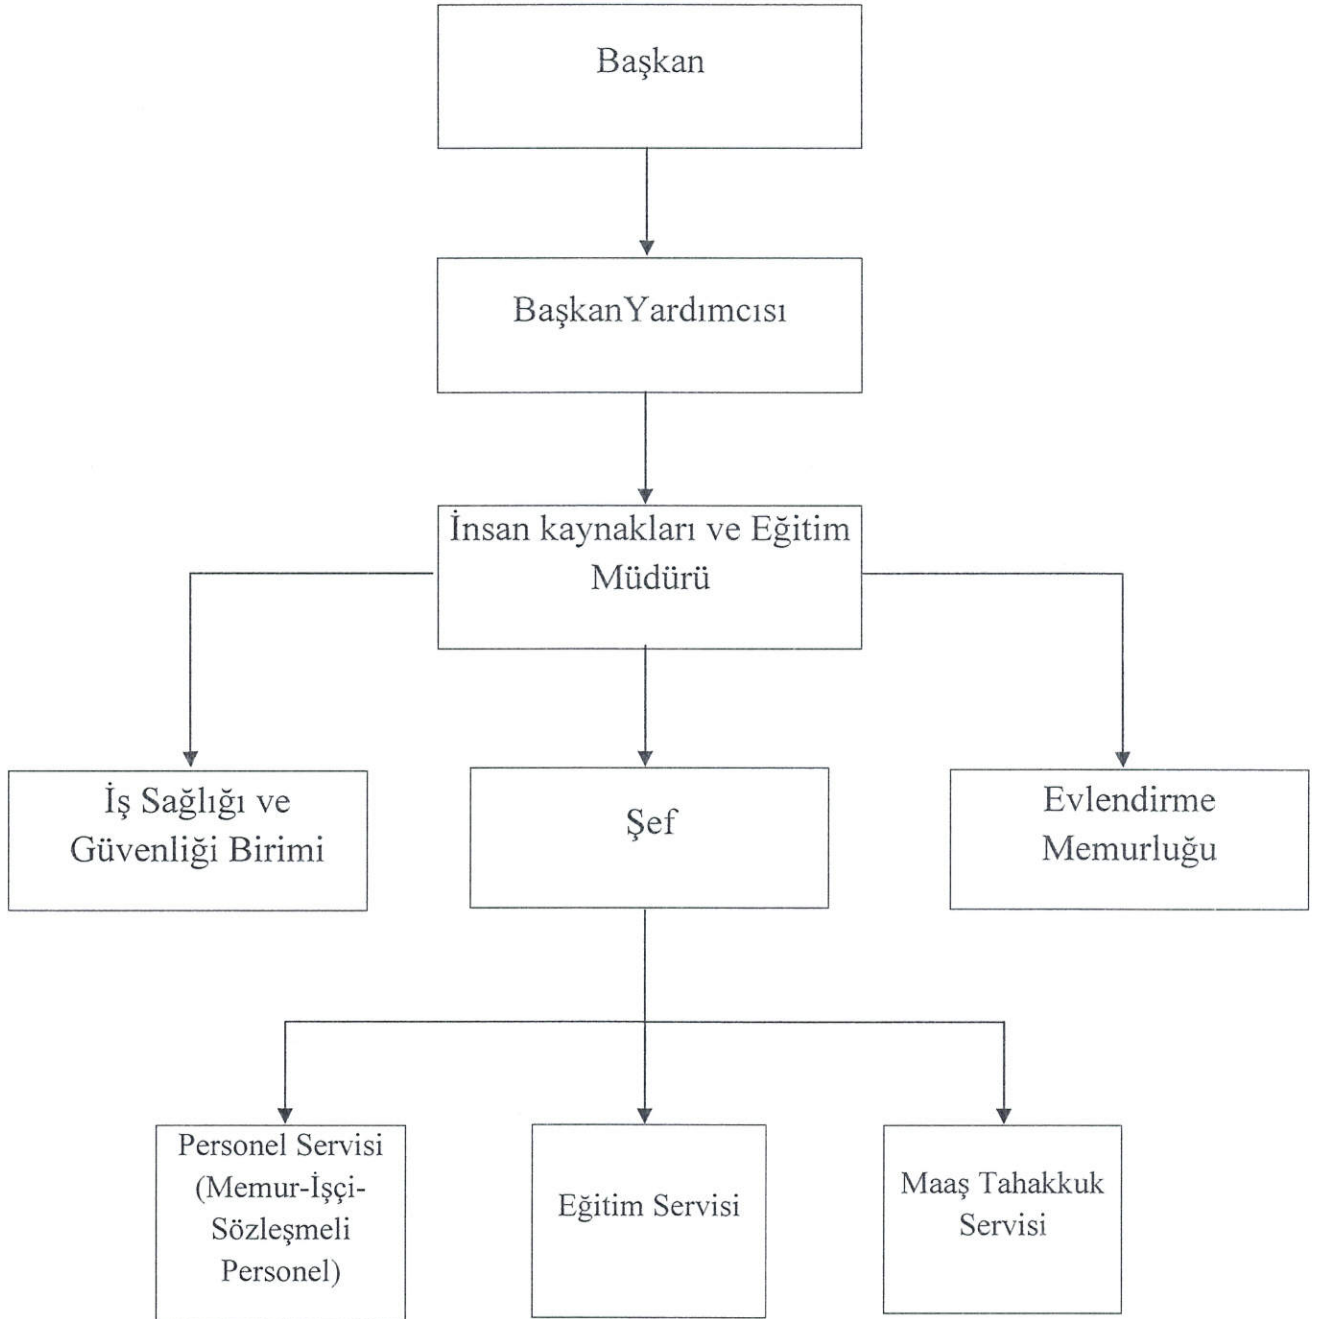 Başkan
BaşkanYardımcısı
İnsan kaynakları ve Eğitim
Müdürü
İş Sağlığı ve
Güvenliği Birimi
Şef
Evlendirme
Memurluğu
Personel Servisi
(Memur-İşçi-
Sözleşmeli
Personel)
Eğitim Servisi
Maaş Tahakkuk
Servisi